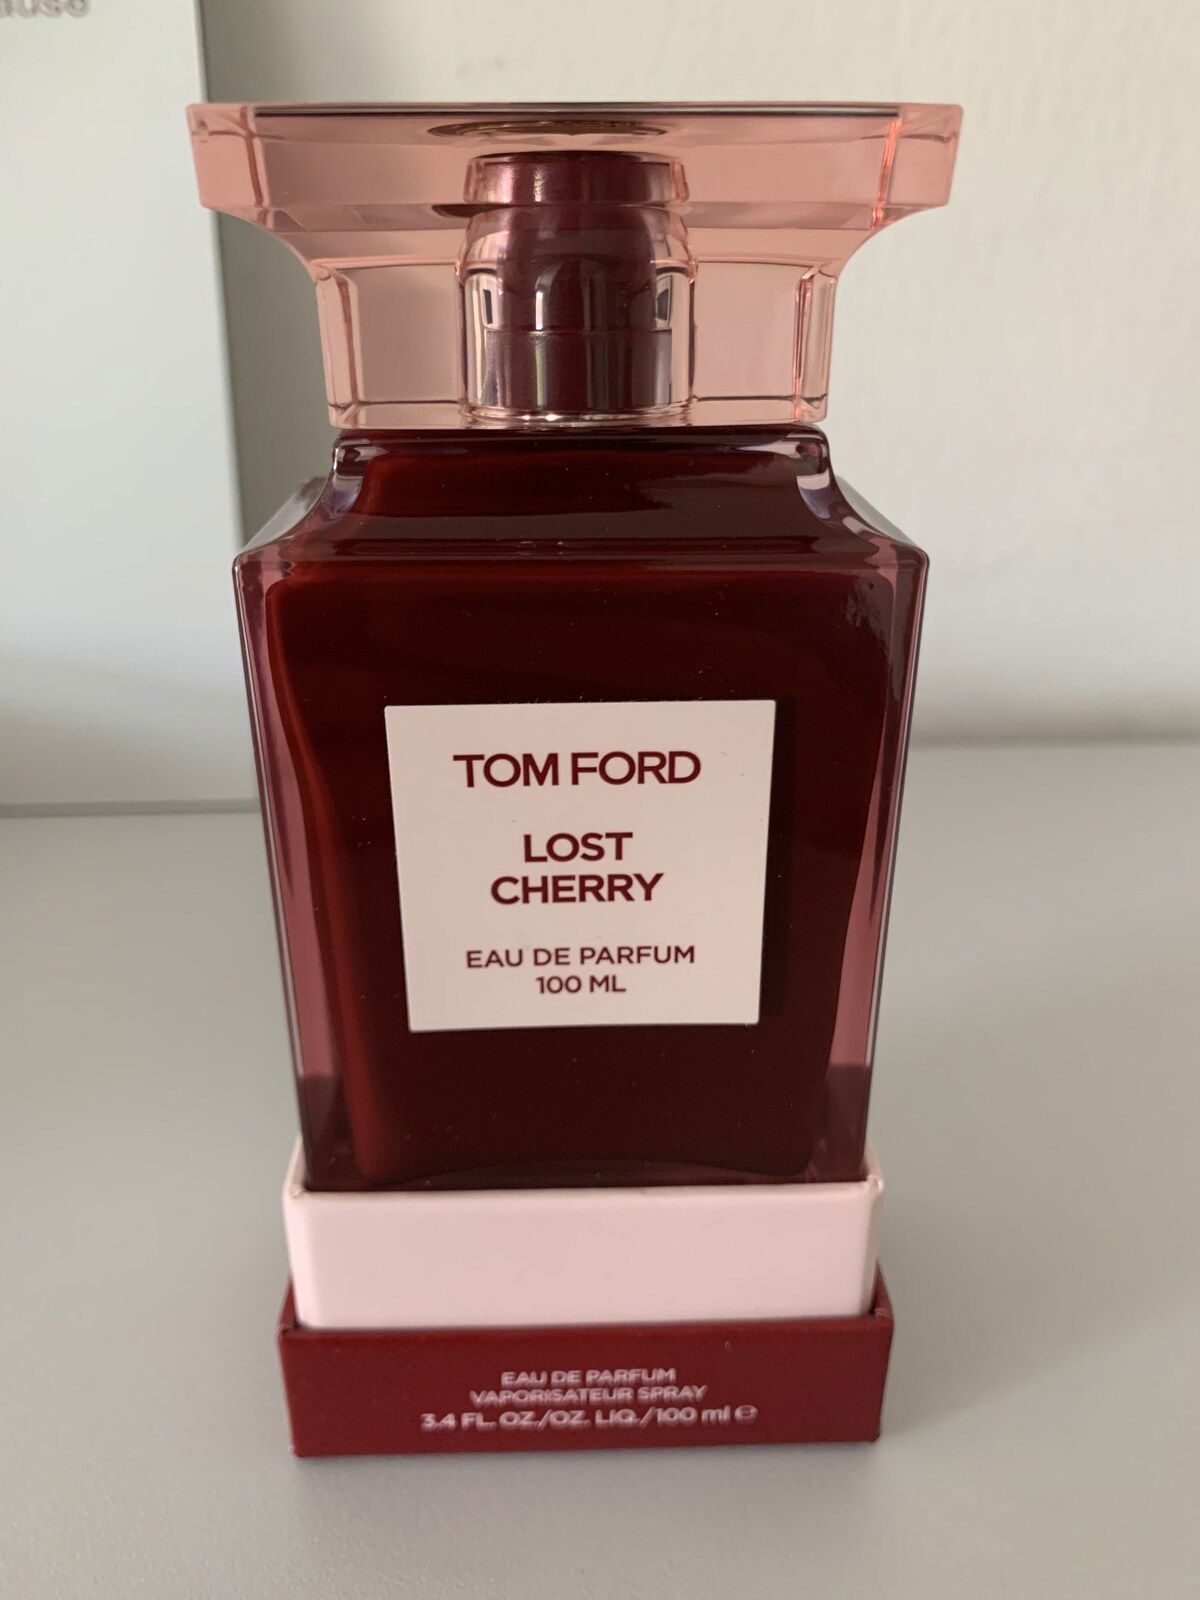 TOM FORD
LOST
CHERRY
EAU DE PARFUM
100 ML
EAU DE PARFUM
VAPORISATEUR SPRAY
3.4 FL. OZ./OZ. LIQ./100 ml ℮